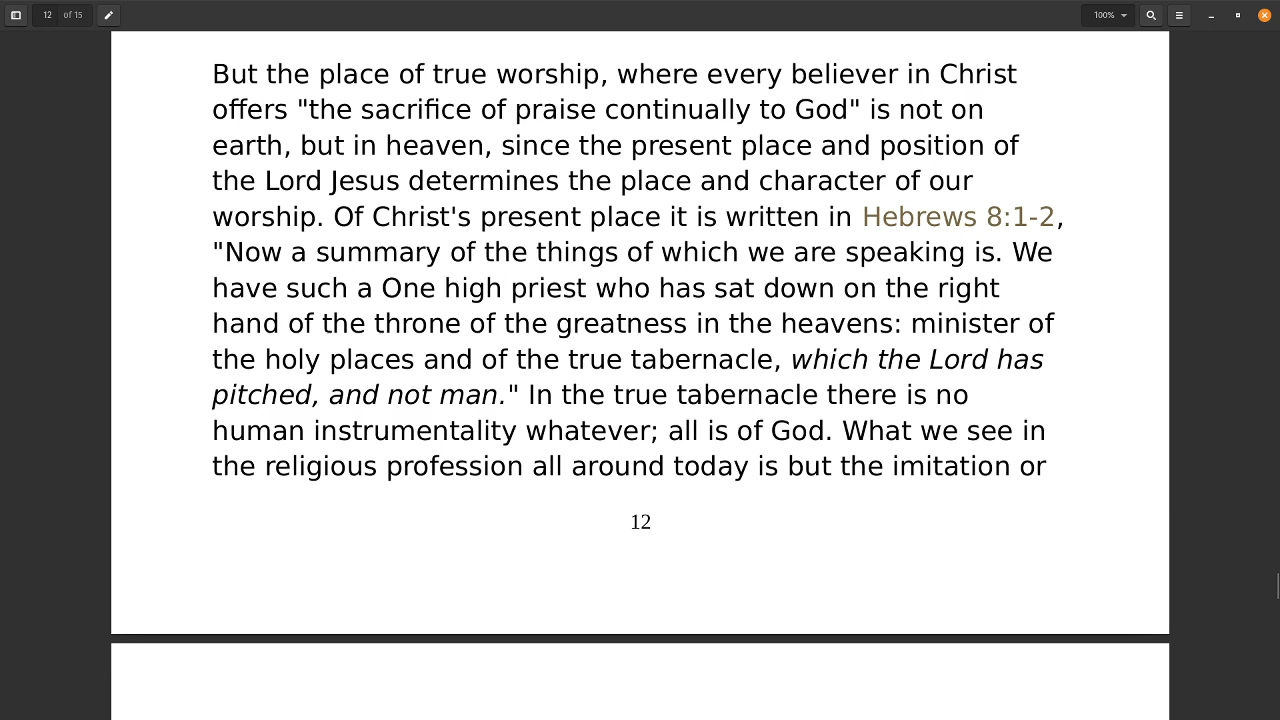 12 of 15
100%
But the place of true worship, where every believer in Christ
offers "the sacrifice of praise continually to God" is not on
earth, but in heaven, since the present place and position of
the Lord Jesus determines the place and character of our
worship. Of Christ's present place it is written in Hebrews 8:1-2,
"Now a summary of the things of which we are speaking is. We
have such a One high priest who has sat down on the right
hand of the throne of the greatness in the heavens: minister of
the holy places and of the true tabernacle, which the Lord has
pitched, and not man." In the true tabernacle there is no
human instrumentality whatever; all is of God. What we see in
the religious profession all around today is but the imitation or
12